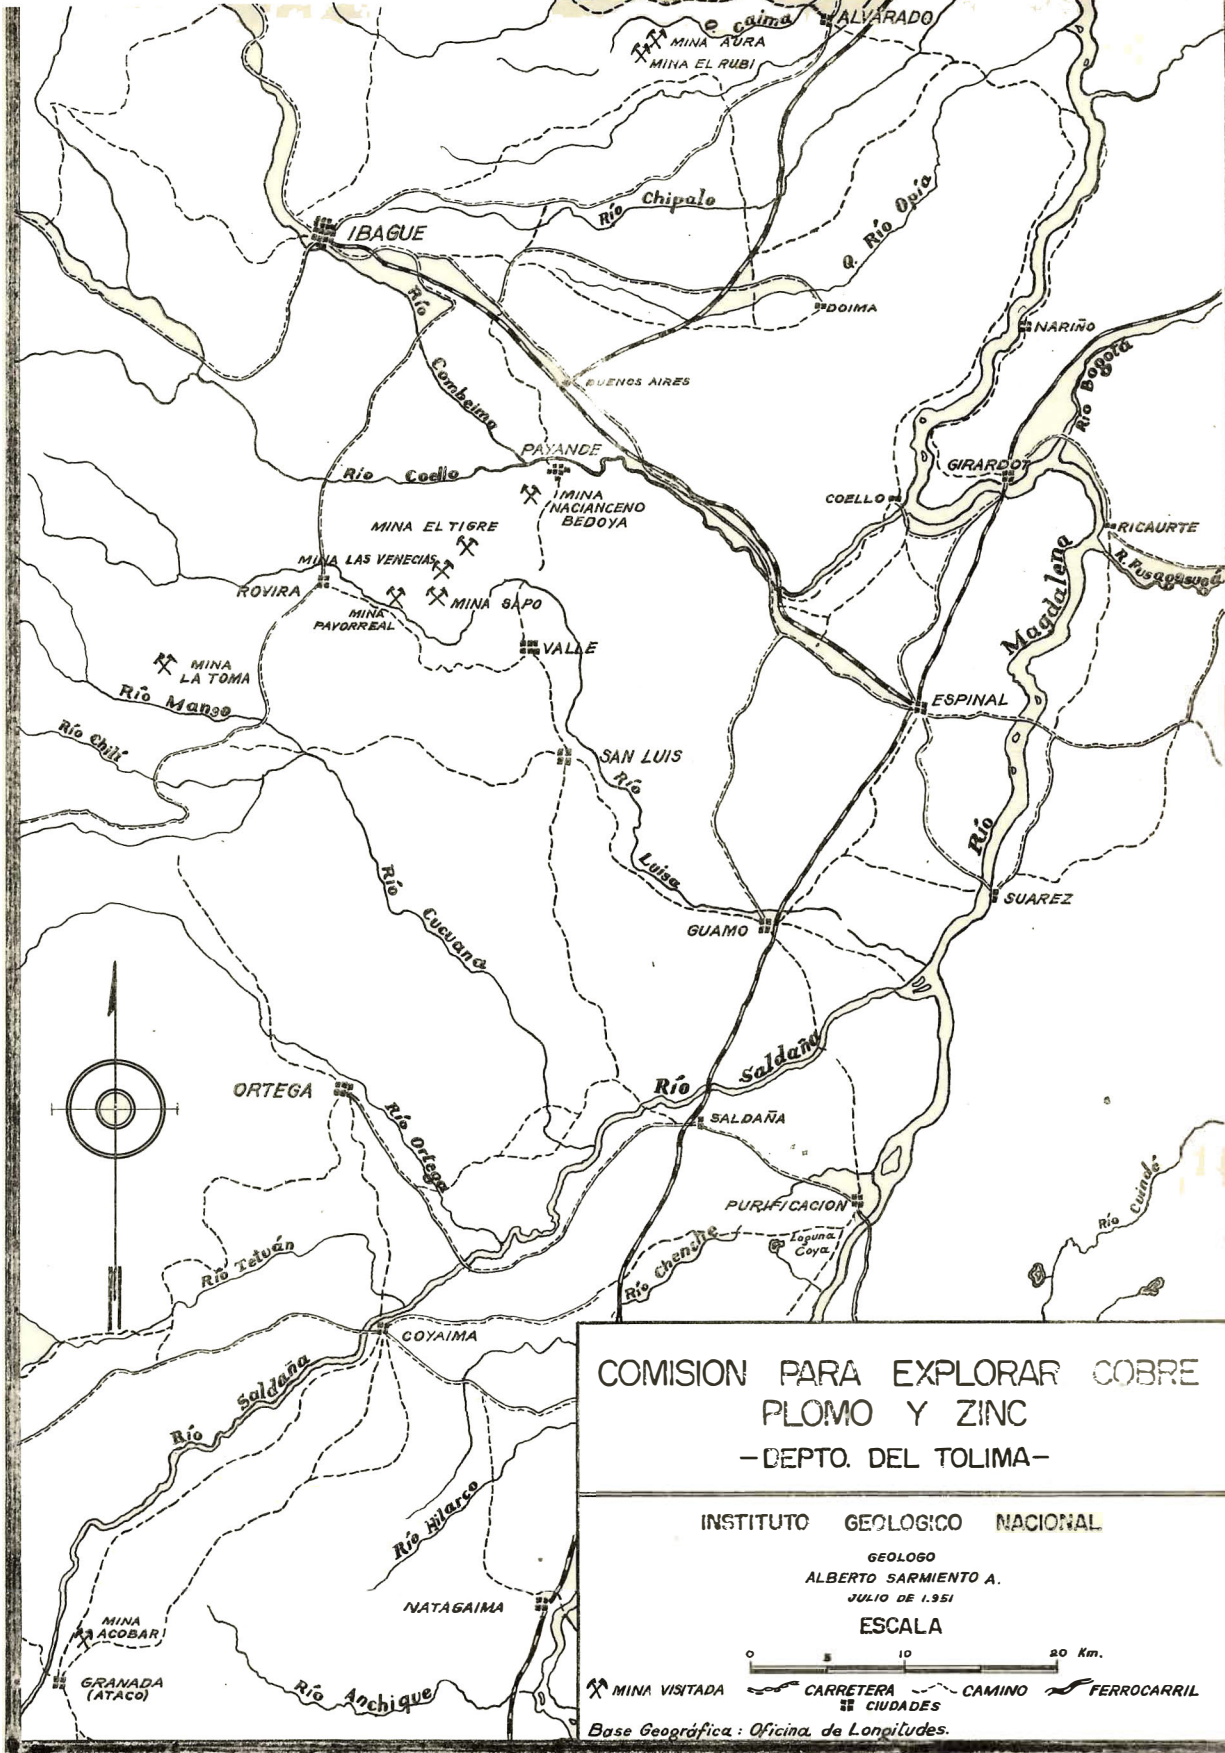 Q. Caima
ALVARADO
MINA AURA
MINA EL RUBI
Río Chipalo
Q. Río Opía
IBAGUE
DOIMA
NARIÑO
Río
Combeima
Río Bogotá
BUENOS AIRES
PAYANDE
Río Coello
GIRARDOT
COELLO
MINA
NACIANCENO
BEDOYA
MINA EL TIGRE
RICAURTE
MINA LAS VENECIAS
R. Fusagasugá
ROVIRA
MINA SAPO
MINA
PAVORREAL
Magdalena
VALLE
MINA
LA TOMA
Río Mango
ESPINAL
Río Chili
SAN LUIS
Río
Luisa
Río
Río
Cucuana
SUAREZ
GUAMO
Río Saldaña
ORTEGA
Río Ortega
SALDAÑA
PURIFICACION
Río Cuindé
Laguna
Coya
Río Chenche
Río Tetuán
COYAIMA
Río Saldaña
Río Hilarco
NATAGAIMA
MINA
ACOBAR
GRANADA
(ATACO)
Río Anchique
COMISION PARA EXPLORAR COBRE
PLOMO Y ZINC
-DEPTO. DEL TOLIMA-
INSTITUTO GEOLOGICO NACIONAL
GEOLOGO
ALBERTO SARMIENTO A.
JULIO DE 1.951
ESCALA
0 5 10 20 Km.
MINA VISITADA CARRETERA CAMINO FERROCARRIL
CIUDADES
Base Geográfica: Oficina de Longitudes.